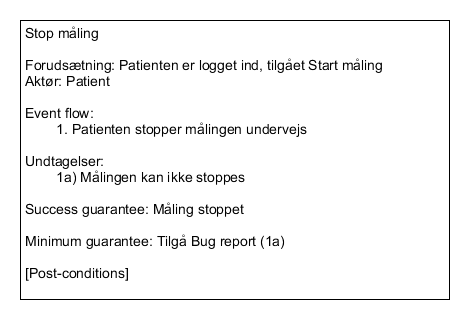 Stop måling
Forudsætning: Patienten er logget ind, tilgået Start måling
Aktør: Patient
Event flow:
1. Patienten stopper målingen undervejs
Undtagelser:
1a) Målingen kan ikke stoppes
Success guarantee: Måling stoppet
Minimum guarantee: Tilgå Bug report (1a)
[Post-conditions]